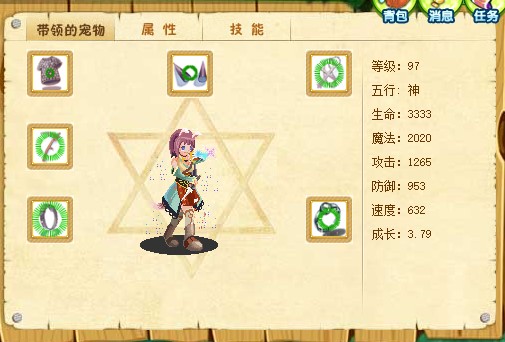 背包 消息 任务
带领的宠物 属性 技能
等级：97
五行：神
生命：3333
魔法：2020
攻击：1265
防御：953
速度：632
成长：3.79